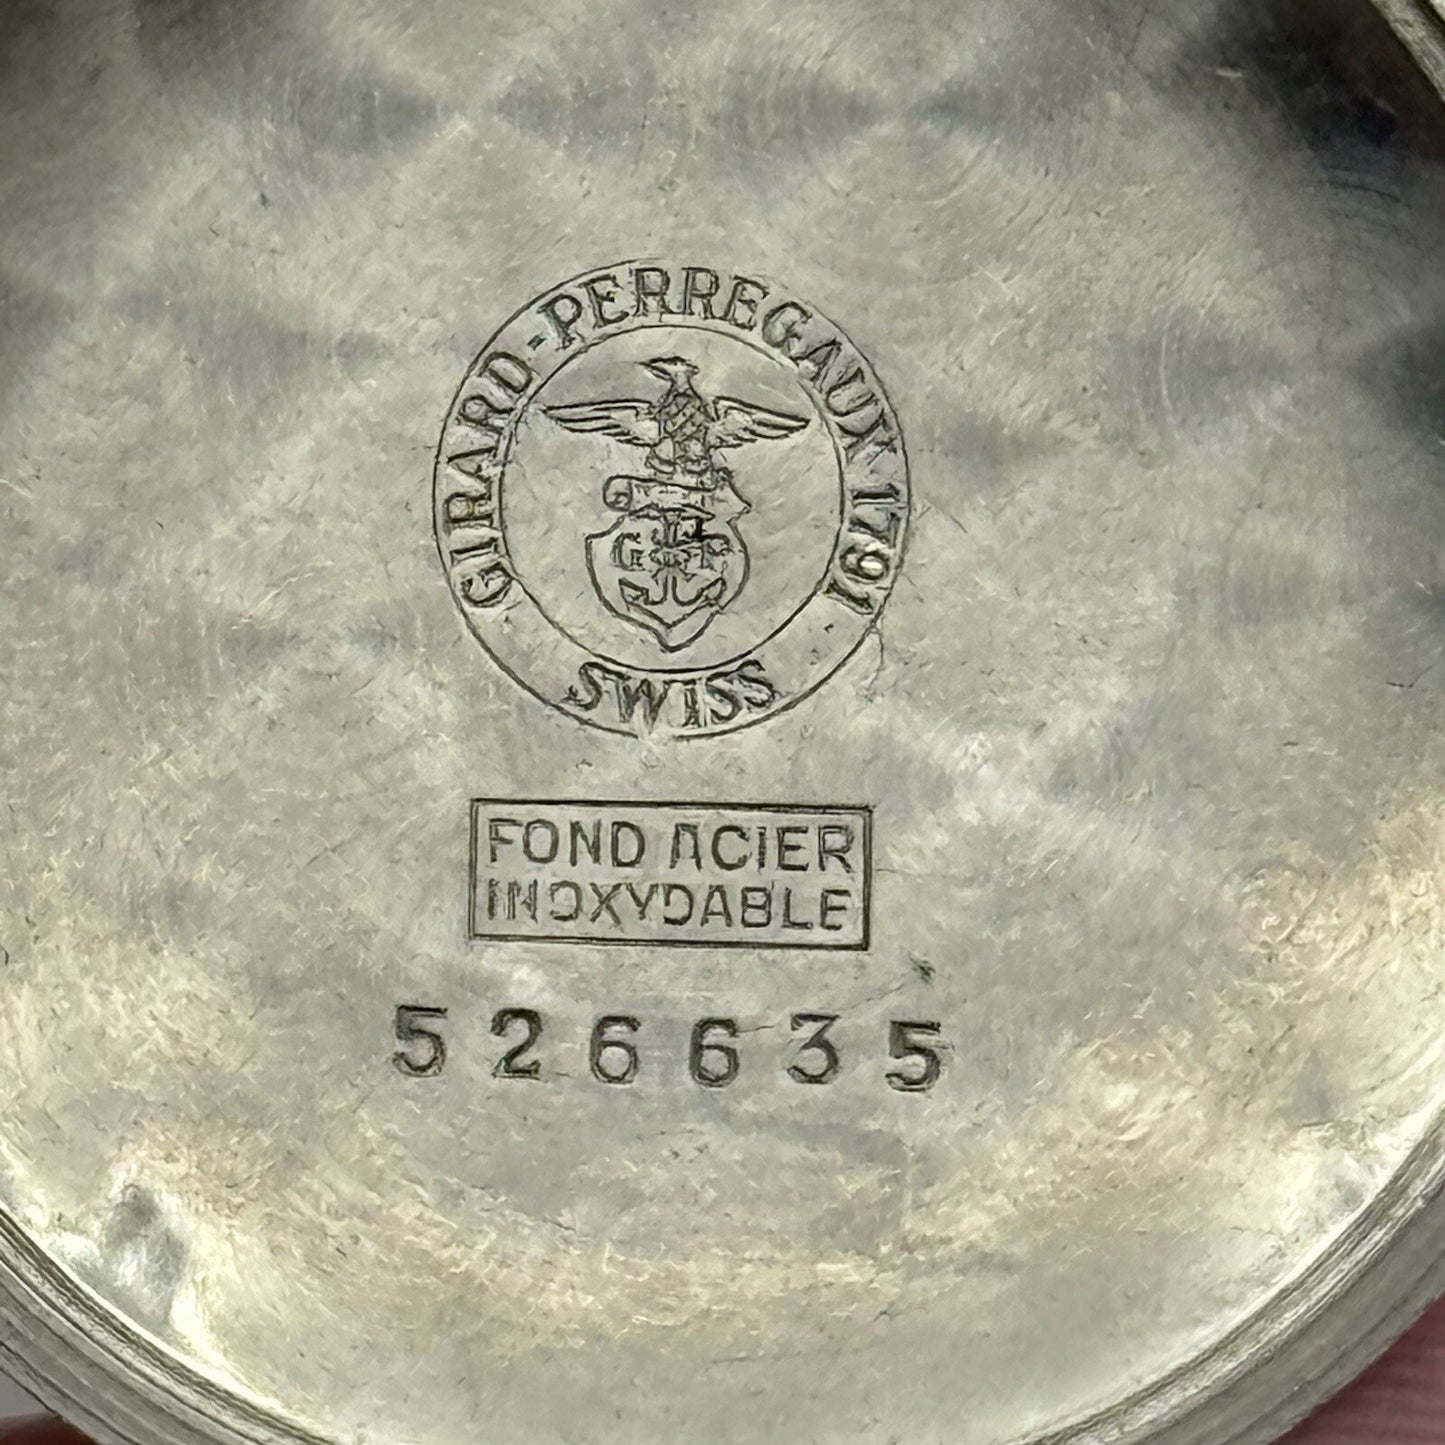 GIRARD-PERREGAUX 1791
G P
SWISS
FOND ACIER
INOXYDABLE
526635